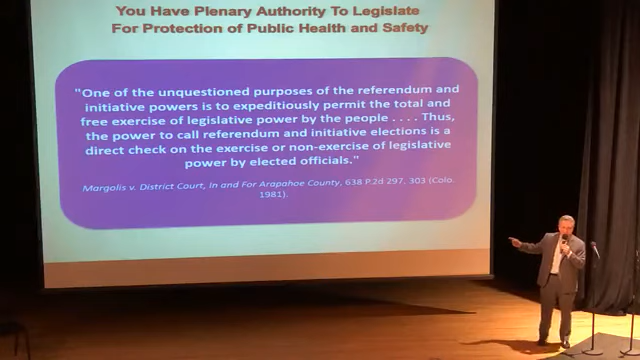 You Have Plenary Authority To Legislate
For Protection of Public Health and Safety
"One of the unquestioned purposes of the referendum and
initiative powers is to expeditiously permit the total and
free exercise of legislative power by the people . . . . Thus,
the power to call referendum and initiative elections is a
direct check on the exercise or non-exercise of legislative
power by elected officials."
Margolis v. District Court, In and For Arapahoe County, 638 P.2d 297, 303 (Colo.
1981).